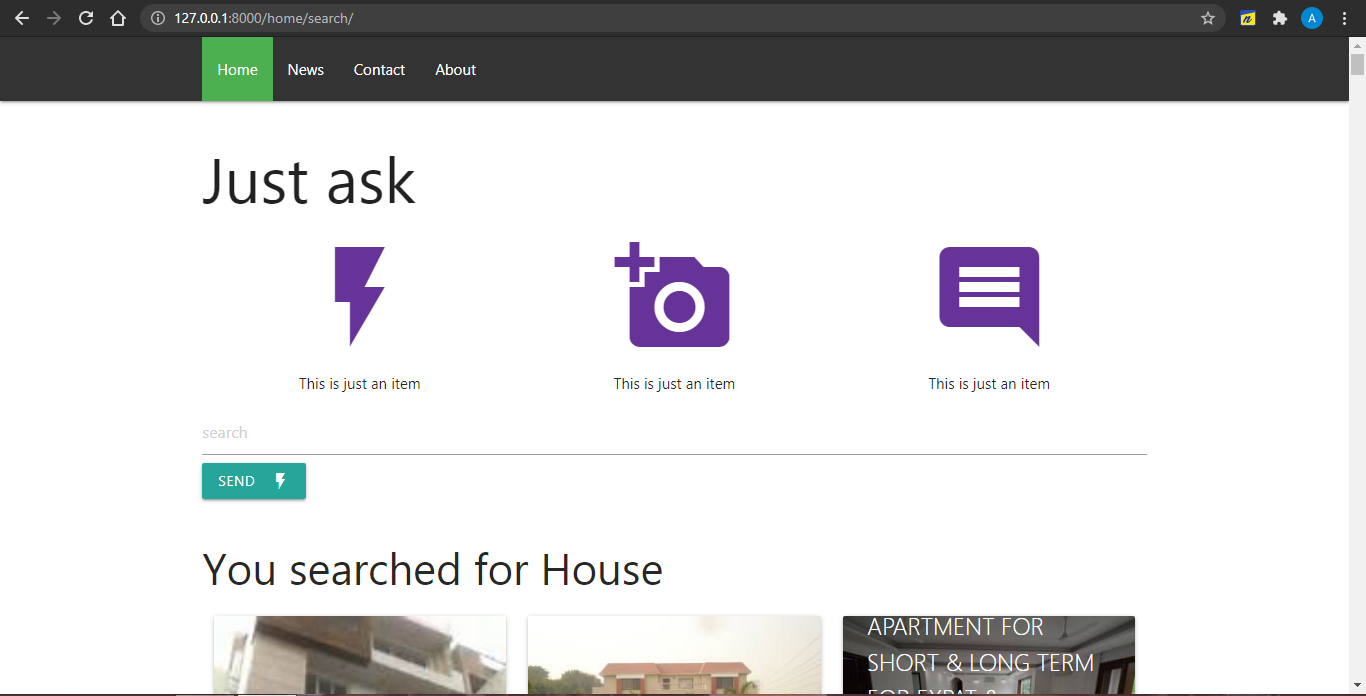 127.0.0.1:8000/home/search/
A
Home News Contact About
Just ask
This is just an item This is just an item This is just an item
search
SEND
You searched for House
APARTMENT FOR
SHORT & LONG TERM
FOR EXPAT &